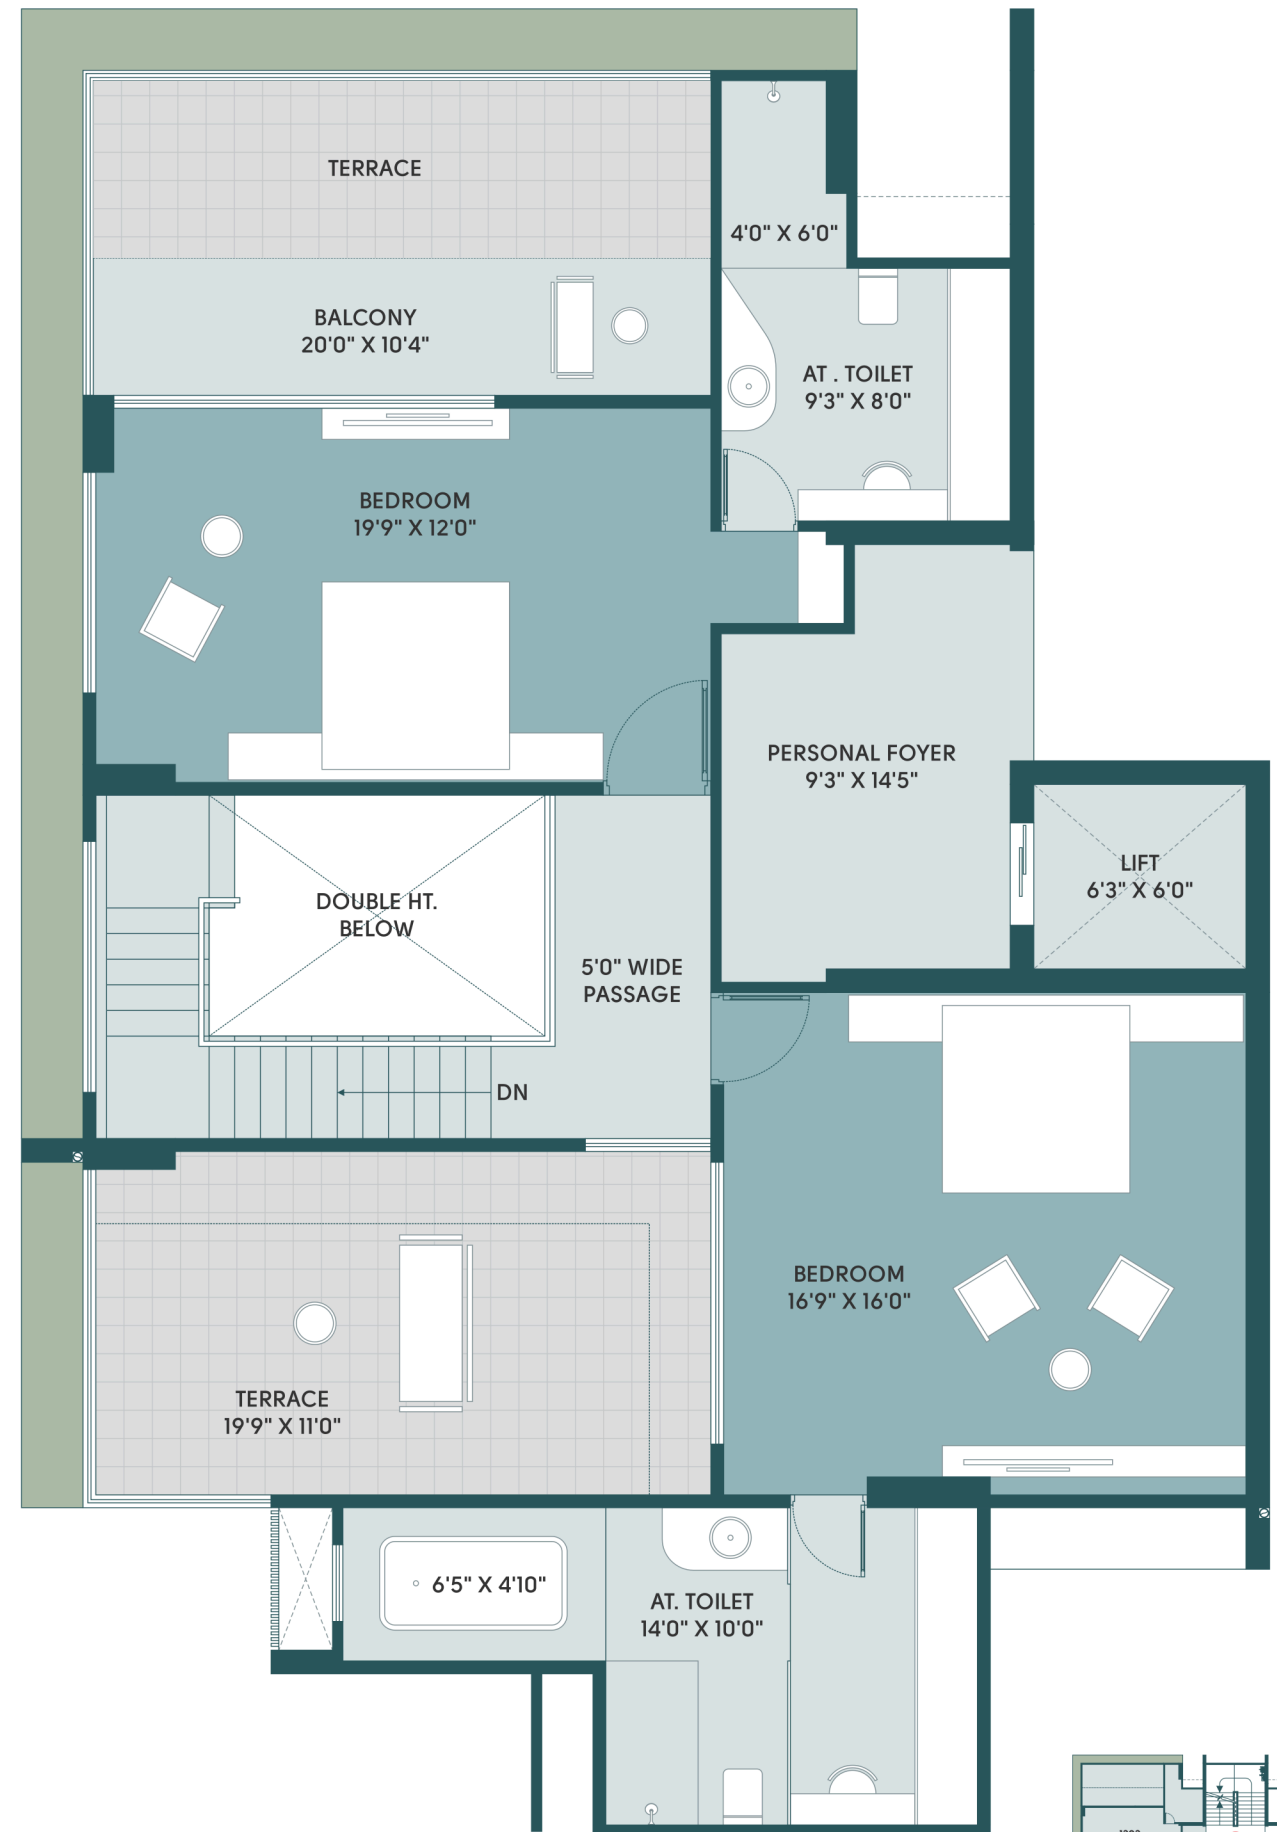 TERRACE
4'0" X 6'0"
BALCONY
20'0" X 10'4"
AT . TOILET
9'3" X 8'0"
BEDROOM
19'9" X 12'0"
PERSONAL FOYER
9'3" X 14'5"
LIFT
6'3" X 6'0"
DOUBLE HT.
BELOW
5'0" WIDE
PASSAGE
DN
BEDROOM
16'9" X 16'0"
TERRACE
19'9" X 11'0"
6'5" X 4'10"
AT. TOILET
14'0" X 10'0"